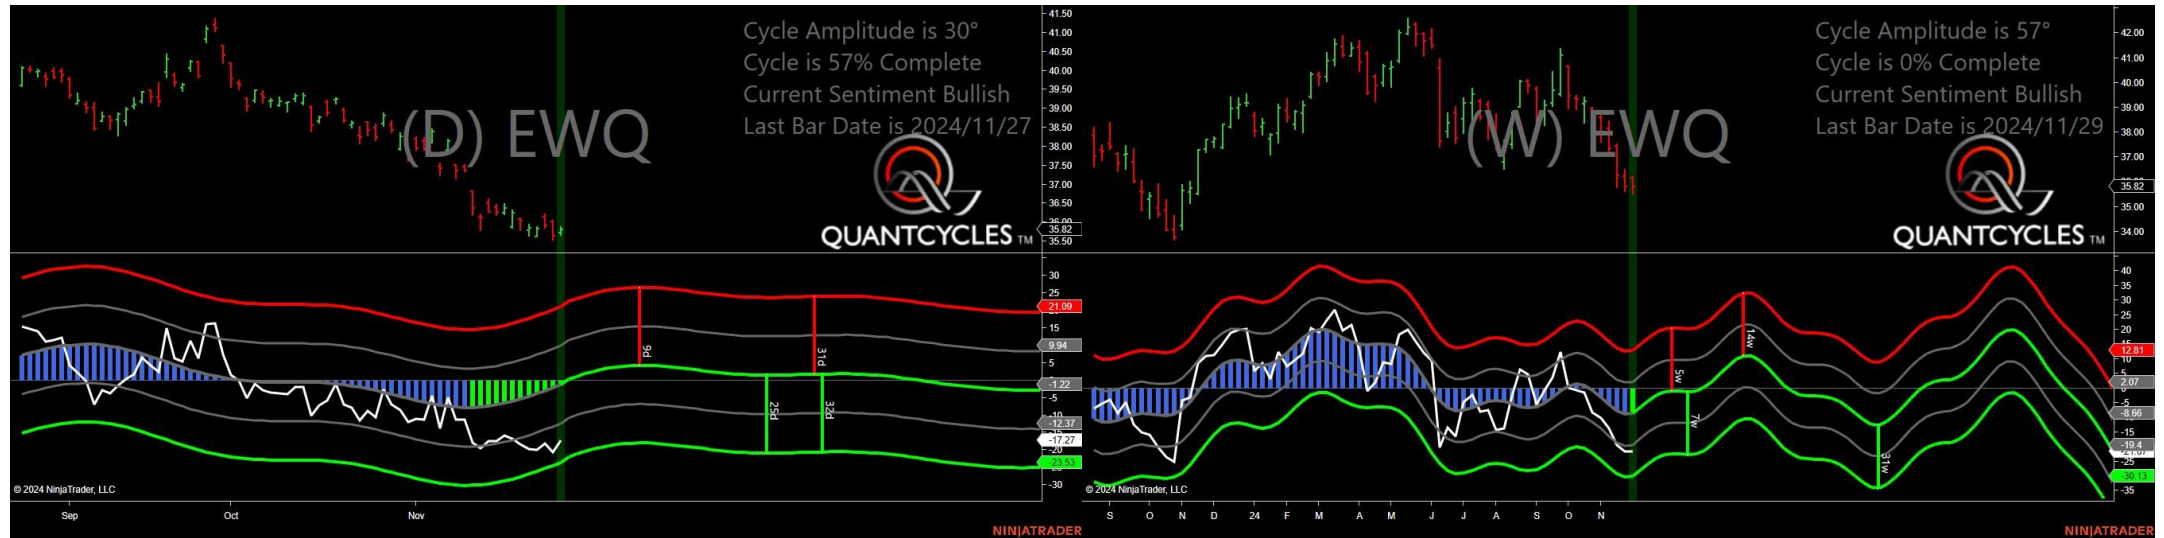 Cycle Amplitude is 30°
Cycle is 57% Complete
Current Sentiment Bullish
Last Bar Date is 2024/11/27
(D) EWQ
QUANTCYCLES TM
41.50
41.00
40.50
40.00
39.50
39.00
38.50
38.00
37.50
37.00
36.50
36.00
35.82
35.50
30
25
21.09
15
9.94
5
-1.22
-5
-10
-12.37
-17.27
-20
-23.53
-30
9d
31d
25d
32d
© 2024 NinjaTrader, LLC
Sep
Oct
Nov
NINJATRADER
Cycle Amplitude is 57°
Cycle is 0% Complete
Current Sentiment Bullish
Last Bar Date is 2024/11/29
(W) EWQ
QUANTCYCLES TM
42.00
41.00
40.00
39.00
38.00
37.00
35.82
35.00
34.00
40
35
30
25
20
12.81
5
2.07
-5
-8.66
-15
-19.4
-25
-30.13
-35
5w
14w
7w
31w
© 2024 NinjaTrader, LLC
S
O
N
D
24
F
M
A
M
J
J
A
S
O
N
NINJATRADER